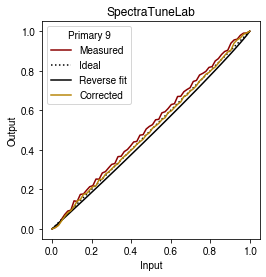 SpectraTuneLab
Primary 9
Measured
Ideal
Reverse fit
Corrected
Output
1.0
0.8
0.6
0.4
0.2
0.0
0.0 0.2 0.4 0.6 0.8 1.0
Input